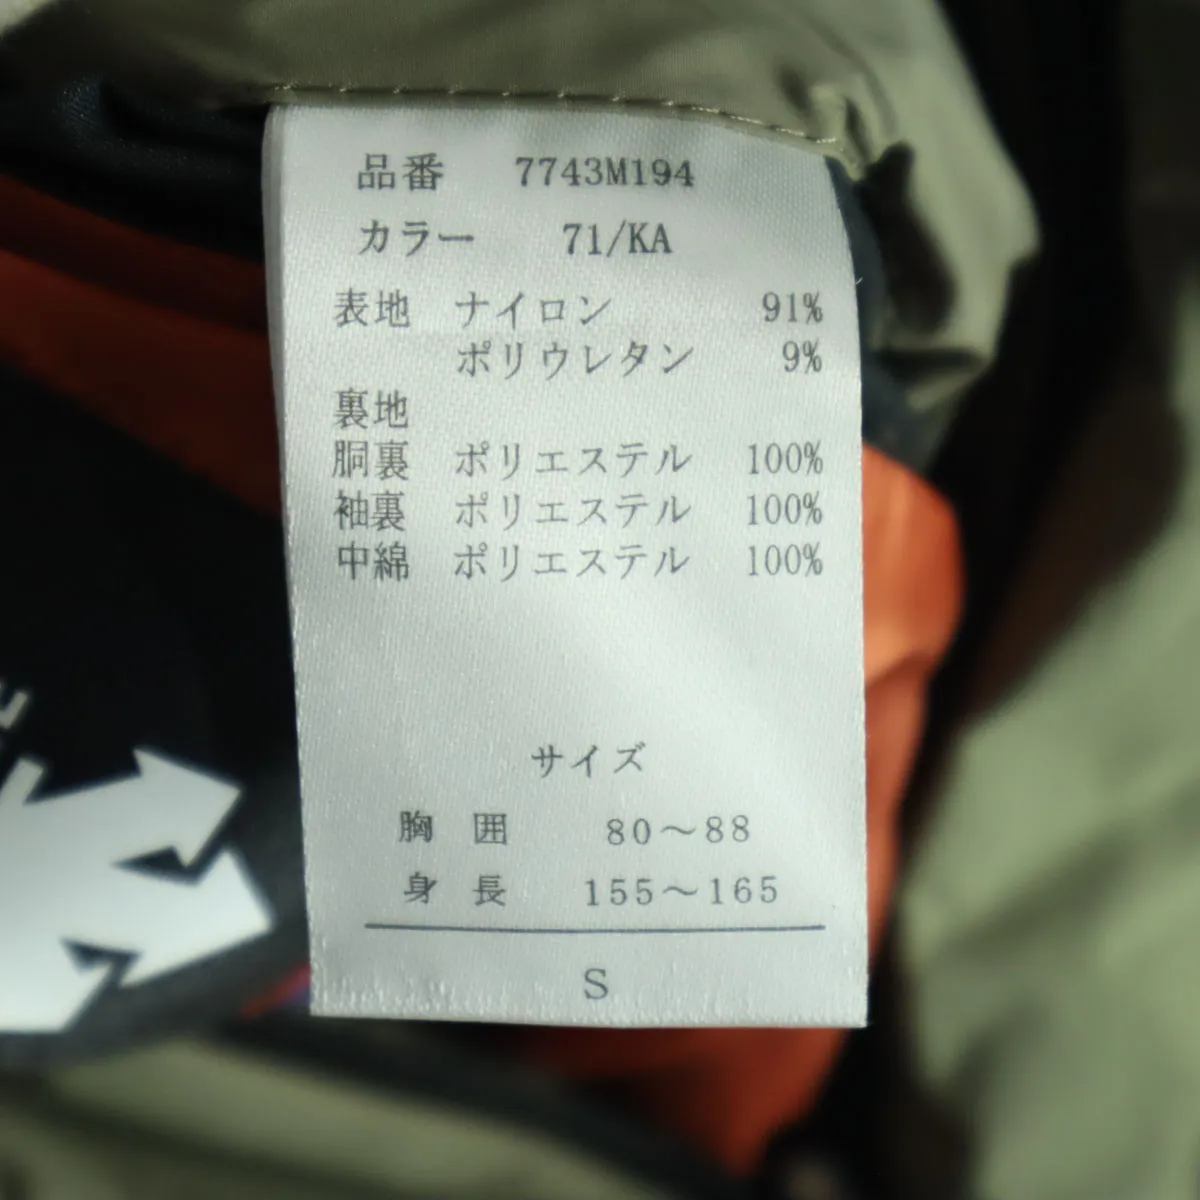 品番 7743M194
カラー 71/KA
表地 ナイロン 91%
ポリウレタン 9%
裏地
胴裏 ポリエステル 100%
袖裏 ポリエステル 100%
中綿 ポリエステル 100%
サイズ
胸囲 80～88
身長 155～165
S